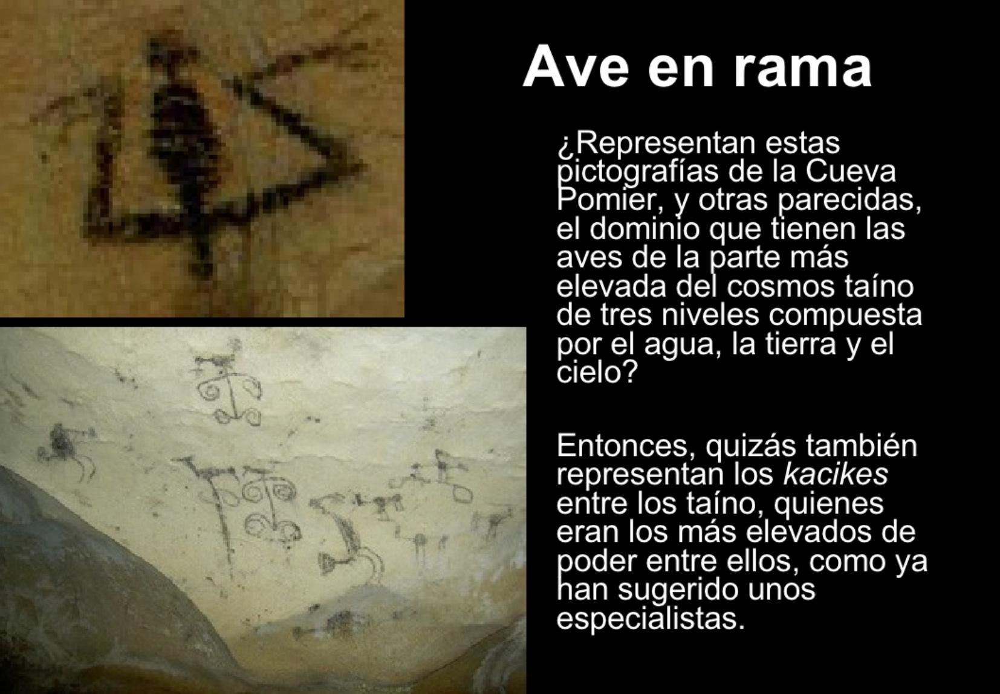 Ave en rama
¿Representan estas
pictografías de la Cueva
Pomier, y otras parecidas,
el dominio que tienen las
aves de la parte más
elevada del cosmos taíno
de tres niveles compuesta
por el agua, la tierra y el
cielo?
Entonces, quizás también
representan los kacikes
entre los taíno, quienes
eran los más elevados de
poder entre ellos, como ya
han sugerido unos
especialistas.